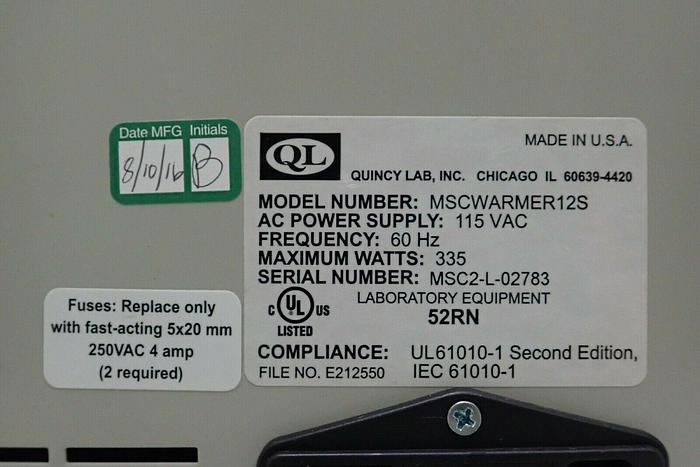 Date MFG Initials
8/10/16 B
QL
MADE IN U.S.A.
QUINCY LAB, INC. CHICAGO IL 60639-4420
MODEL NUMBER: MSCWARMER12S
AC POWER SUPPLY: 115 VAC
FREQUENCY: 60 Hz
MAXIMUM WATTS: 335
SERIAL NUMBER: MSC2-L-02783
C UL US
LISTED
LABORATORY EQUIPMENT
52RN
COMPLIANCE: UL61010-1 Second Edition,
FILE NO. E212550 IEC 61010-1
Fuses: Replace only
with fast-acting 5x20 mm
250VAC 4 amp
(2 required)